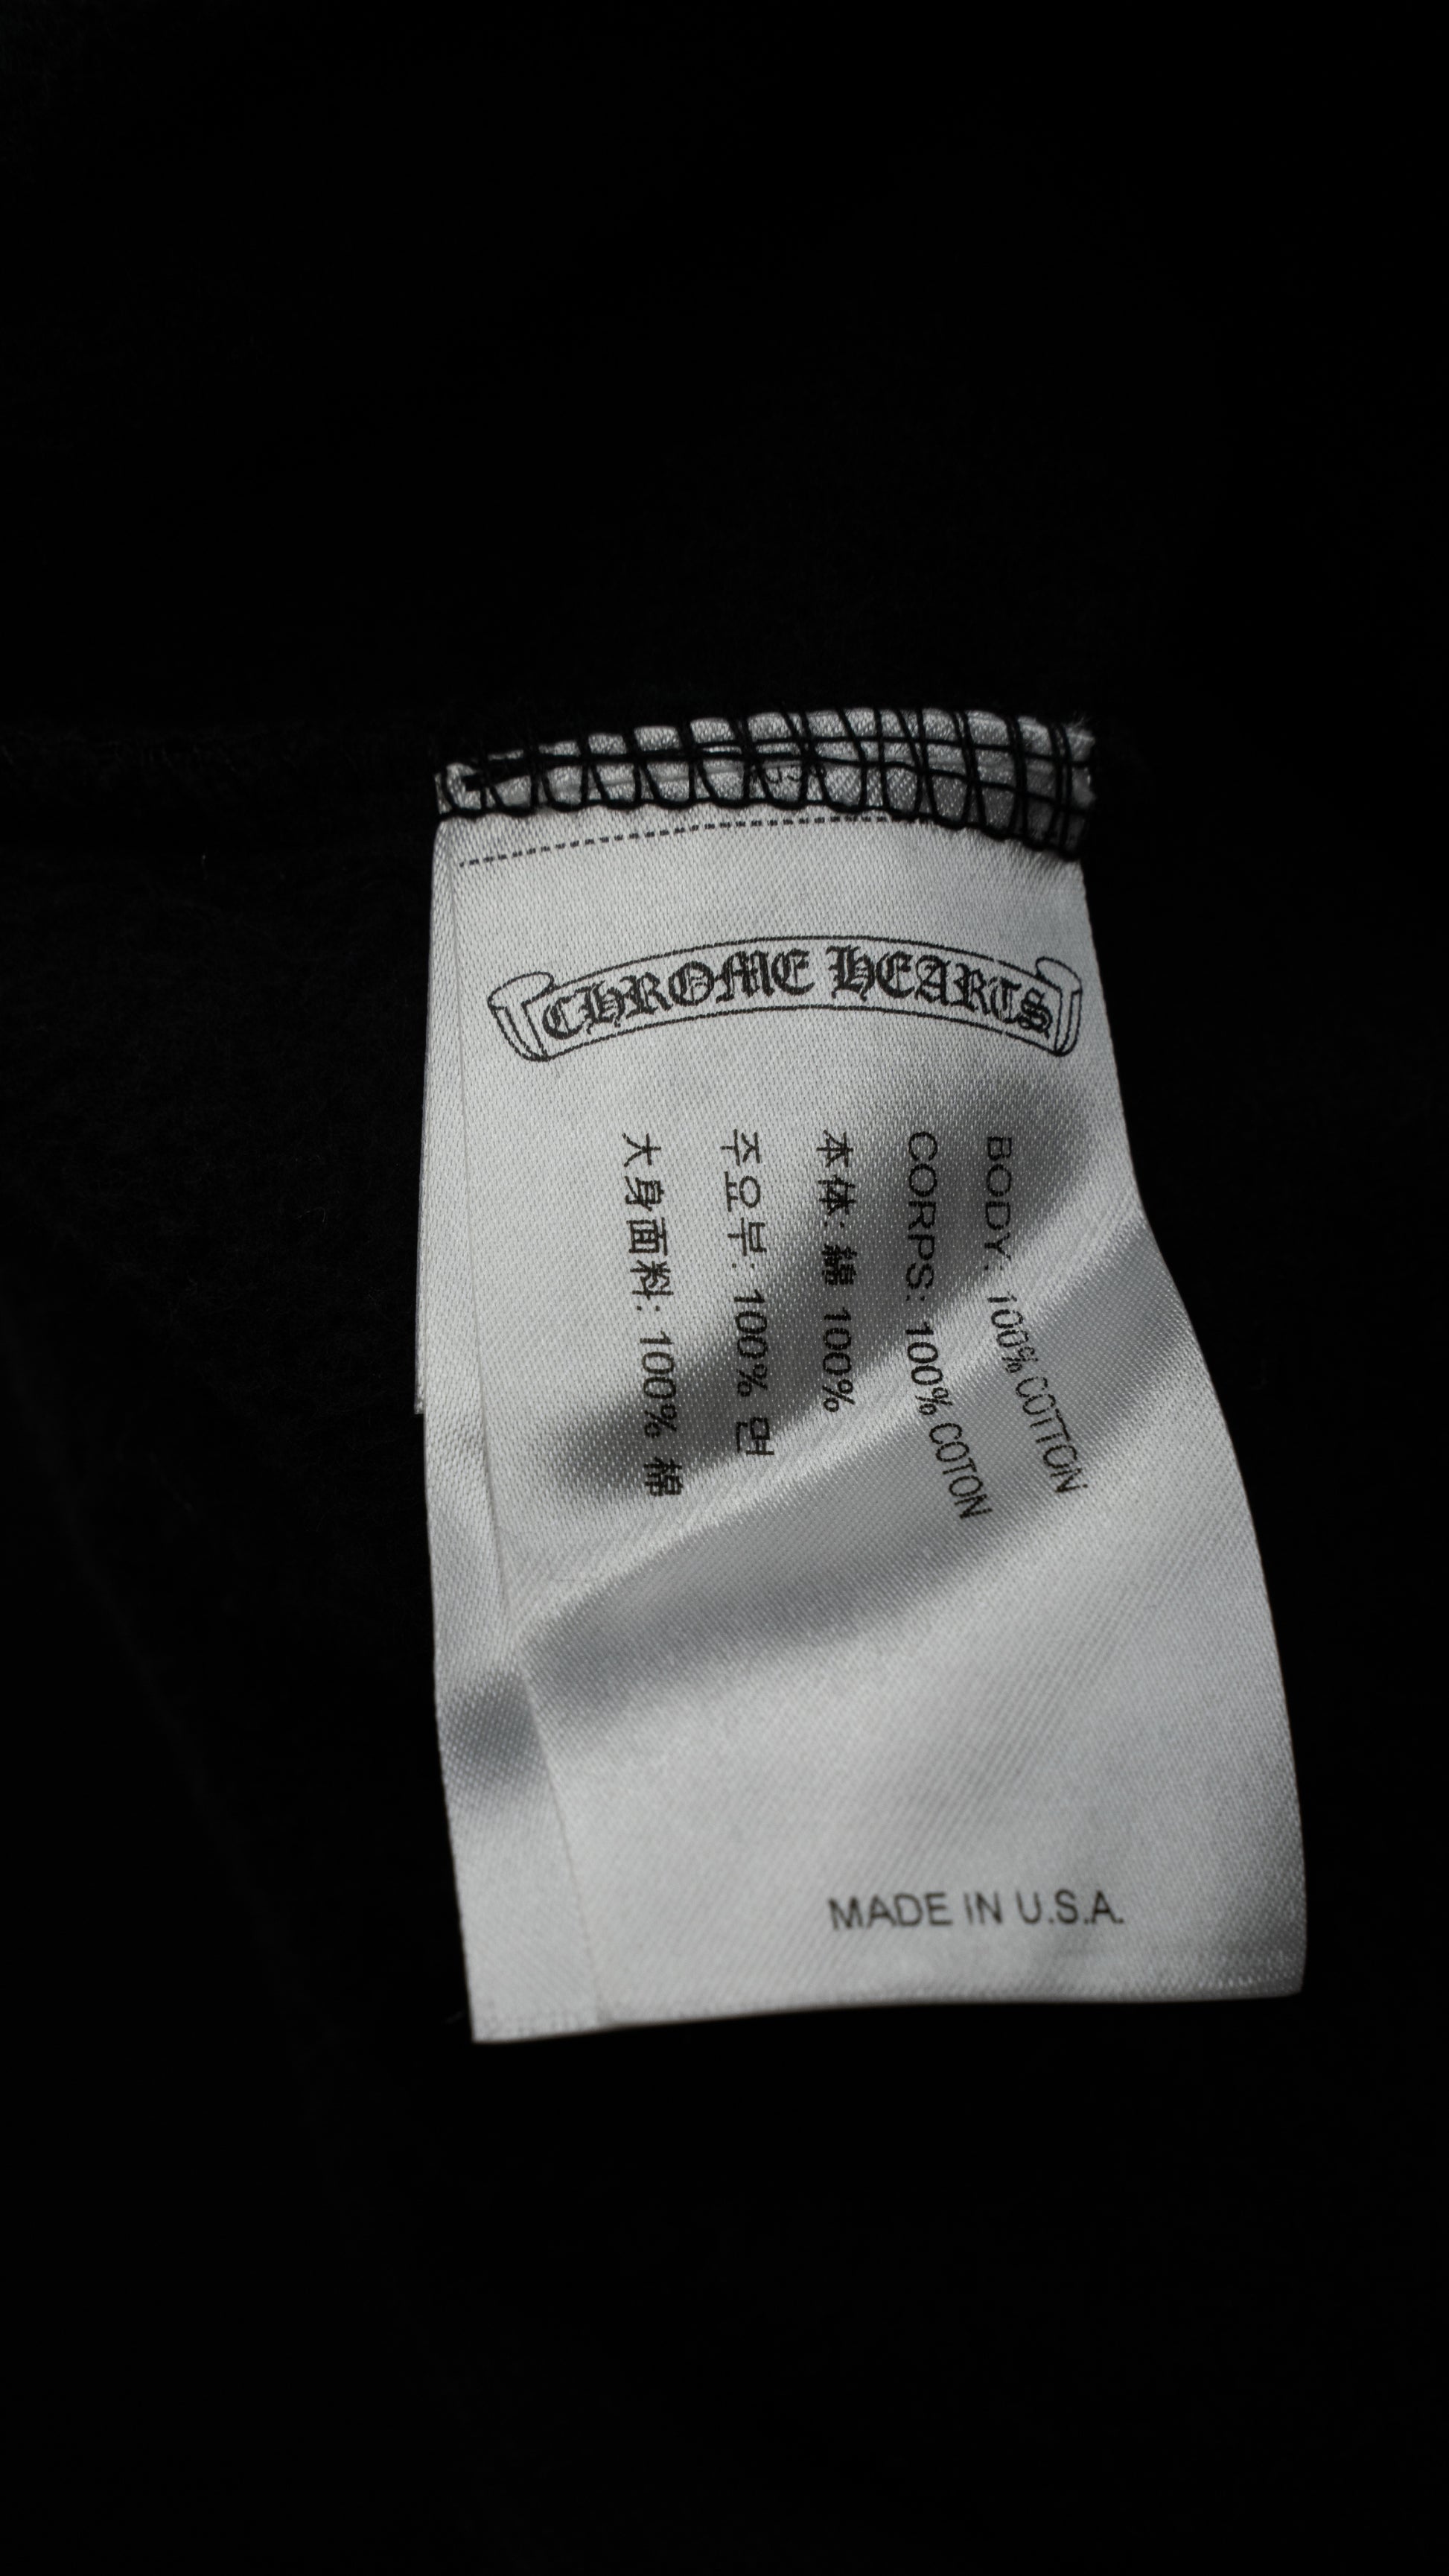 CHROME HEARTS
BODY: 100% COTTON
CORPS: 100% COTON
本体: 綿 100%
주요부: 100% 면
大身面料: 100% 棉
MADE IN U.S.A.